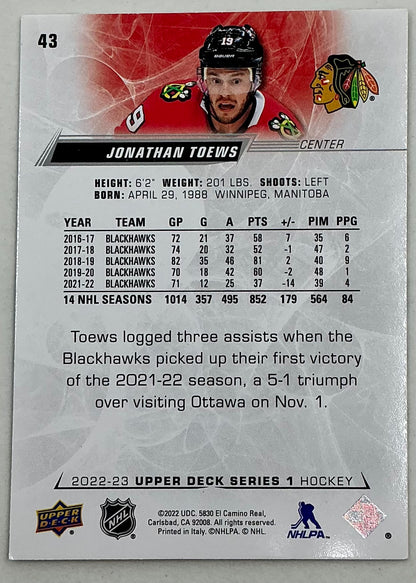 43
19
19
JONATHAN TOEWS
CENTER
HEIGHT: 6'2" WEIGHT: 201 LBS. SHOOTS: LEFT
BORN: APRIL 29, 1988 WINNIPEG, MANITOBA
YEAR TEAM GP G A PTS +/- PIM PPG
2016-17 BLACKHAWKS 72 21 37 58 7 35 6
2017-18 BLACKHAWKS 74 20 32 52 -1 47 2
2018-19 BLACKHAWKS 82 35 46 81 2 40 9
2019-20 BLACKHAWKS 70 18 42 60 -2 48 1
2021-22 BLACKHAWKS 71 12 25 37 -14 39 4
14 NHL SEASONS 1014 357 495 852 179 564 84
Toews logged three assists when the
Blackhawks picked up their first victory
of the 2021-22 season, a 5-1 triumph
over visiting Ottawa on Nov. 1.
2022-23 UPPER DECK SERIES 1 HOCKEY
UPPER DECK
NHL
©2022 UDC. 5830 El Camino Real,
Carlsbad, CA 92008. All rights reserved.
Printed in Italy. ©NHLPA. © NHL.
NHLPA
®